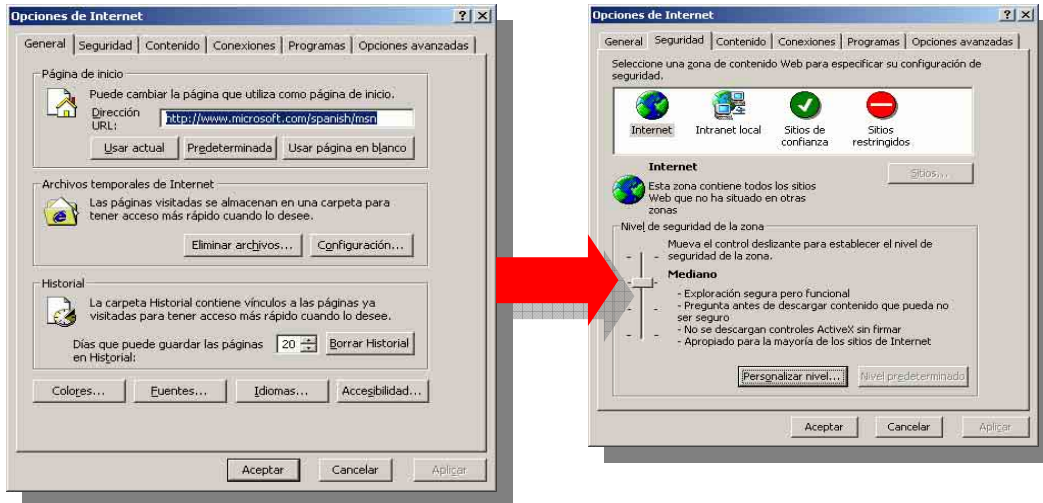 Opciones de Internet
General Seguridad Contenido Conexiones Programas Opciones avanzadas
Página de inicio
Puede cambiar la página que utiliza como página de inicio.
Dirección
URL:
http://www.microsoft.com/spanish/msn
Usar actual Predeterminada Usar página en blanco
Archivos temporales de Internet
Las páginas visitadas se almacenan en una carpeta para
tener acceso más rápido cuando lo desee.
Eliminar archivos... Configuración...
Historial
La carpeta Historial contiene vínculos a las páginas ya
visitadas para tener acceso más rápido cuando lo desee.
Días que puede guardar las páginas
en Historial:
20 Borrar Historial
Colores... Fuentes... Idiomas... Accesibilidad...
Aceptar Cancelar Aplicar
Opciones de Internet
General Seguridad Contenido Conexiones Programas Opciones avanzadas
Seleccione una zona de contenido Web para especificar su configuración de
seguridad.
Internet Intranet local Sitios de
confianza
Sitios
restringidos
Internet
Sitios...
Esta zona contiene todos los sitios
Web que no ha situado en otras
zonas
Nivel de seguridad de la zona
Mueva el control deslizante para establecer el nivel de
seguridad de la zona.
Mediano
- Exploración segura pero funcional
- Pregunta antes de descargar contenido que pueda no
ser seguro
- No se descargan controles ActiveX sin firmar
- Apropiado para la mayoría de los sitios de Internet
Personalizar nivel... Nivel predeterminado
Aceptar Cancelar Aplicar